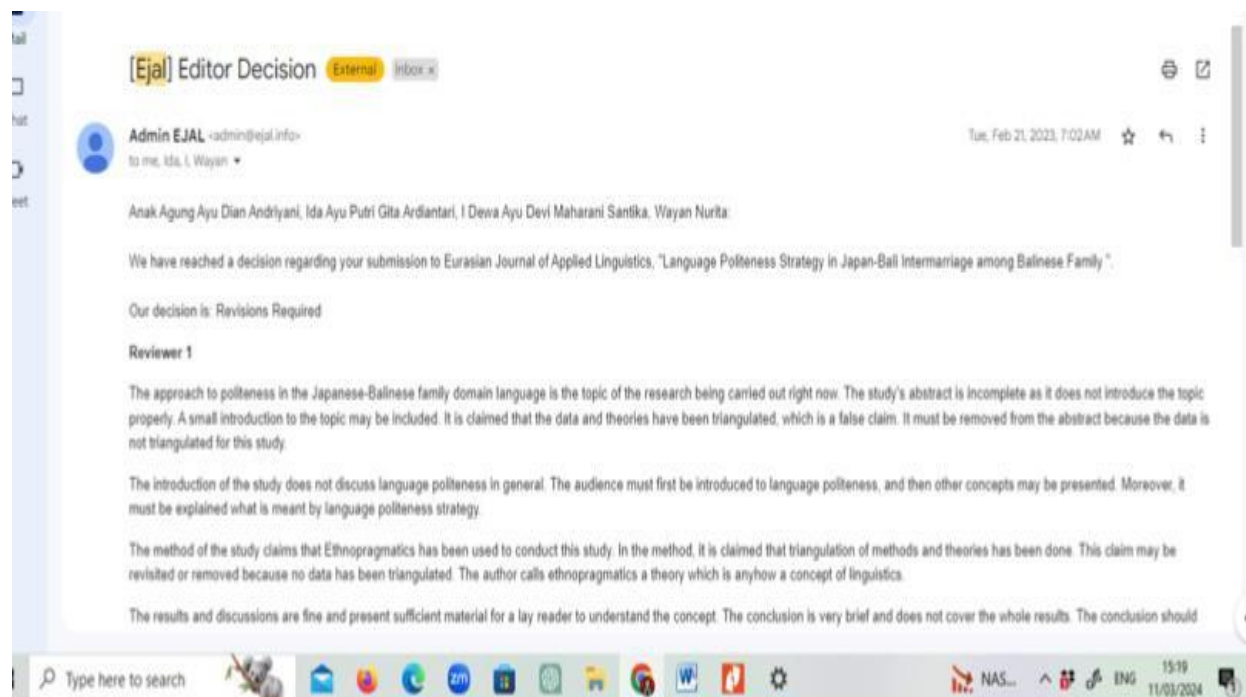 [Ejal] Editor Decision External Inbox x
Admin EJAL <admin@ejal.info>
Tue, Feb 21, 2023, 7:02 AM
to me, Ida, I, Wayan
Anak Agung Ayu Dian Andriyani, Ida Ayu Putri Gita Ardiantari, I Dewa Ayu Devi Maharani Santika, Wayan Nurita:
We have reached a decision regarding your submission to Eurasian Journal of Applied Linguistics, "Language Politeness Strategy in Japan-Bali Intermarriage among Balinese Family ".
Our decision is: Revisions Required
Reviewer 1
The approach to politeness in the Japanese-Balinese family domain language is the topic of the research being carried out right now. The study's abstract is incomplete as it does not introduce the topic
properly. A small introduction to the topic may be included. It is claimed that the data and theories have been triangulated, which is a false claim. It must be removed from the abstract because the data is
not triangulated for this study.
The introduction of the study does not discuss language politeness in general. The audience must first be introduced to language politeness, and then other concepts may be presented. Moreover, it
must be explained what is meant by language politeness strategy.
The method of the study claims that Ethnopragmatics has been used to conduct this study. In the method, it is claimed that triangulation of methods and theories has been done. This claim may be
revisited or removed because no data has been triangulated. The author calls ethnopragmatics a theory which is anyhow a concept of linguistics.
The results and discussions are fine and present sufficient material for a lay reader to understand the concept. The conclusion is very brief and does not cover the whole results. The conclusion should
Type here to search
zm
W
NAS...
ENG
15:19
11/03/2024